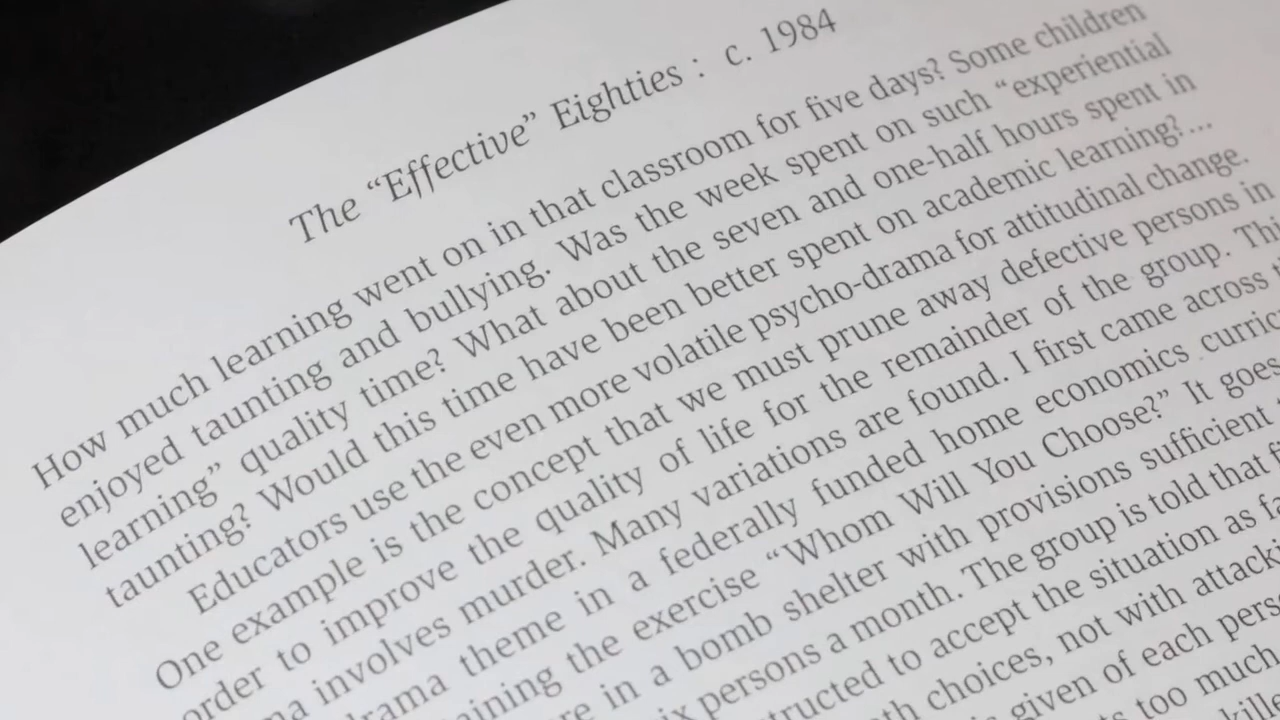 The “Effective” Eighties : c. 1984
How much learning went on in that classroom for five days? Some children
enjoyed taunting and bullying. Was the week spent on such “experiential
learning” quality time? What about the seven and one-half hours spent in
taunting? Would this time have been better spent on academic learning?...
Educators use the even more volatile psycho-drama for attitudinal change.
One example is the concept that we must prune away defective persons in
order to improve the quality of life for the remainder of the group.
involves murder. Many variations are found. I first came across
theme in a federally funded home economics
the exercise “Whom Will You Choose?” It goes
in a bomb shelter with provisions sufficient
persons a month. The group is told that
to accept the situation as
choices, not with
given of each
too much